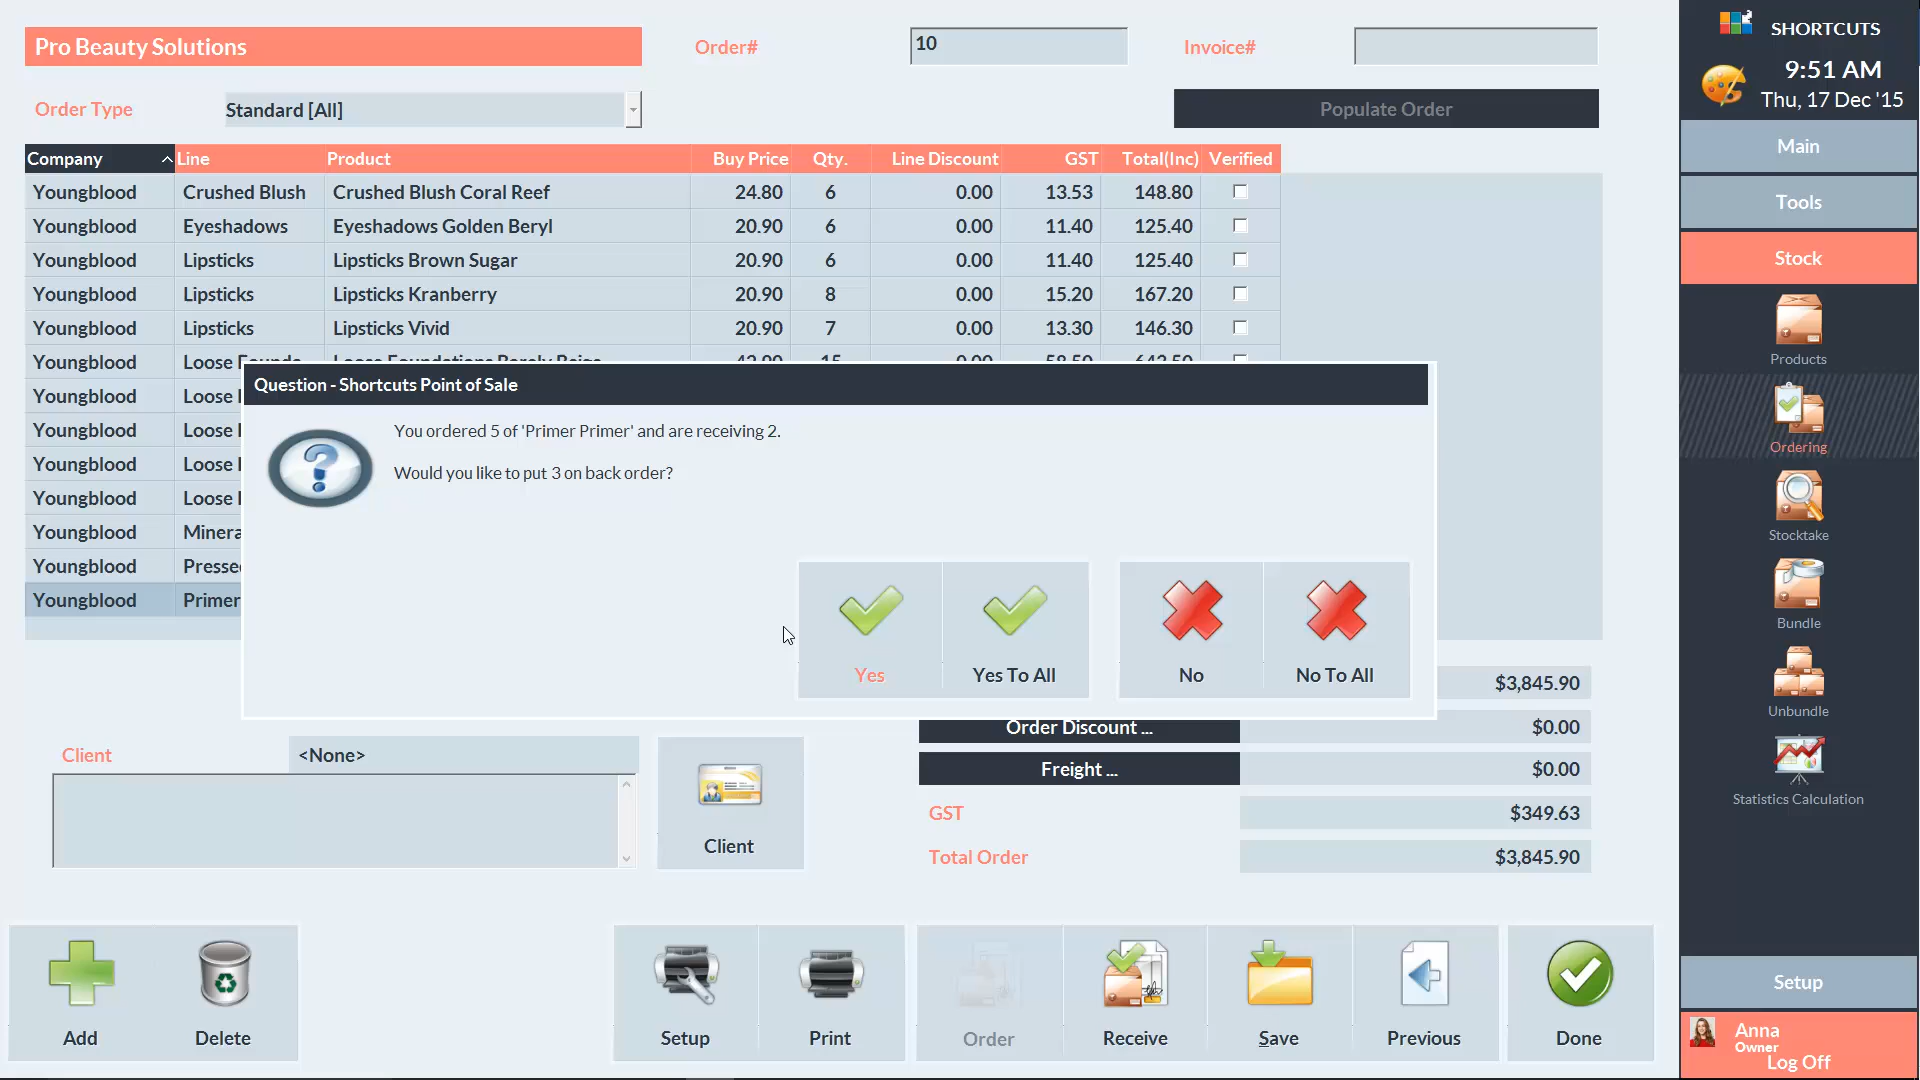 Pro Beauty Solutions
Order#
10
Invoice#
Order Type
Standard [All]
Populate Order
Company Line Product Buy Price Qty. Line Discount GST Total(Inc) Verified
Youngblood Crushed Blush Crushed Blush Coral Reef 24.80 6 0.00 13.53 148.80
Youngblood Eyeshadows Eyeshadows Golden Beryl 20.90 6 0.00 11.40 125.40
Youngblood Lipsticks Lipsticks Brown Sugar 20.90 6 0.00 11.40 125.40
Youngblood Lipsticks Lipsticks Kranberry 20.90 8 0.00 15.20 167.20
Youngblood Lipsticks Lipsticks Vivid 20.90 7 0.00 13.30 146.30
Youngblood Loose
Youngblood Loose
Youngblood Loose
Youngblood Loose
Youngblood Loose
Youngblood Minera
Youngblood Presse
Youngblood Primer
Question - Shortcuts Point of Sale
You ordered 5 of 'Primer Primer' and are receiving 2.
Would you like to put 3 on back order?
Yes
Yes To All
No
No To All
$3,845.90
Order Discount ... $0.00
Freight ... $0.00
GST $349.63
Total Order $3,845.90
Client
<None>
Client
Add
Delete
Setup
Print
Order
Receive
Save
Previous
Done
SHORTCUTS
9:51 AM
Thu, 17 Dec '15
Main
Tools
Stock
Products
Ordering
Stocktake
Bundle
Unbundle
Statistics Calculation
Setup
Anna
Owner
Log Off